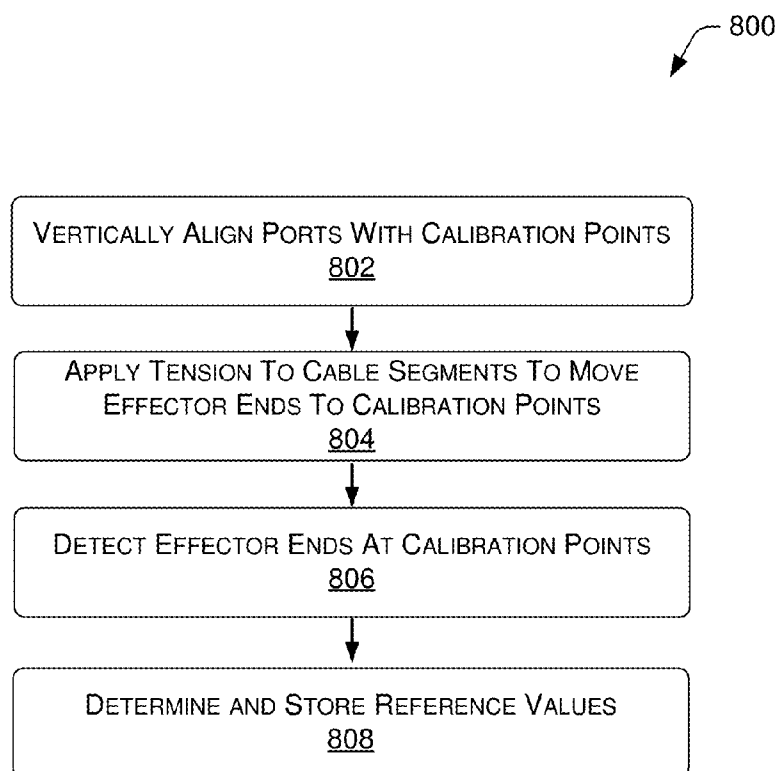 800
VERTICALLY ALIGN PORTS WITH CALIBRATION POINTS
802
APPLY TENSION TO CABLE SEGMENTS TO MOVE
EFFECTOR ENDS TO CALIBRATION POINTS
804
DETECT EFFECTOR ENDS AT CALIBRATION POINTS
806
DETERMINE AND STORE REFERENCE VALUES
808